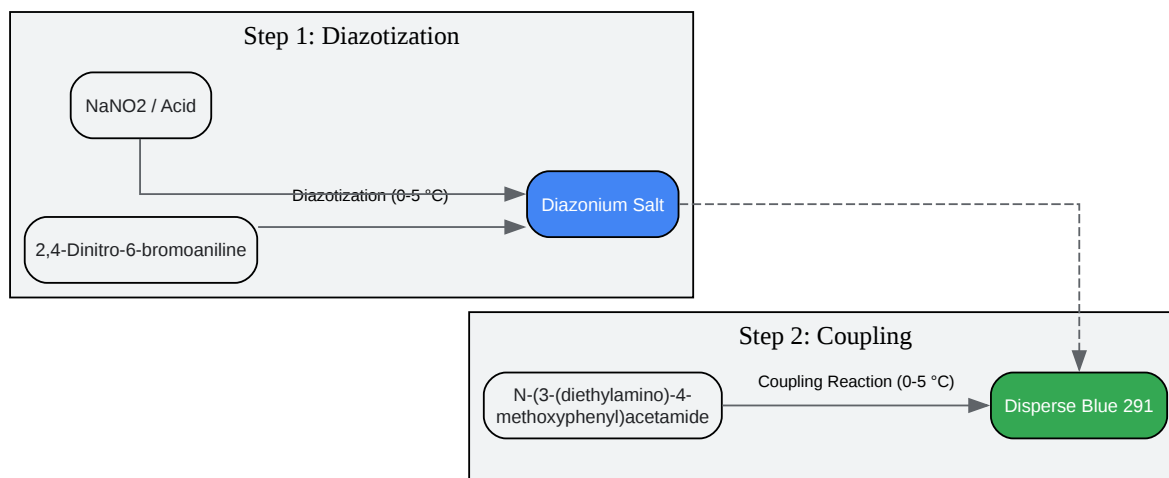 Step 1: Diazotization
NaNO2 / Acid
Diazotization (0-5 °C)
Diazonium Salt
2,4-Dinitro-6-bromoaniline
Step 2: Coupling
Coupling Reaction (0-5 °C)
N-(3-(diethylamino)-4-
methoxyphenyl)acetamide
Disperse Blue 291